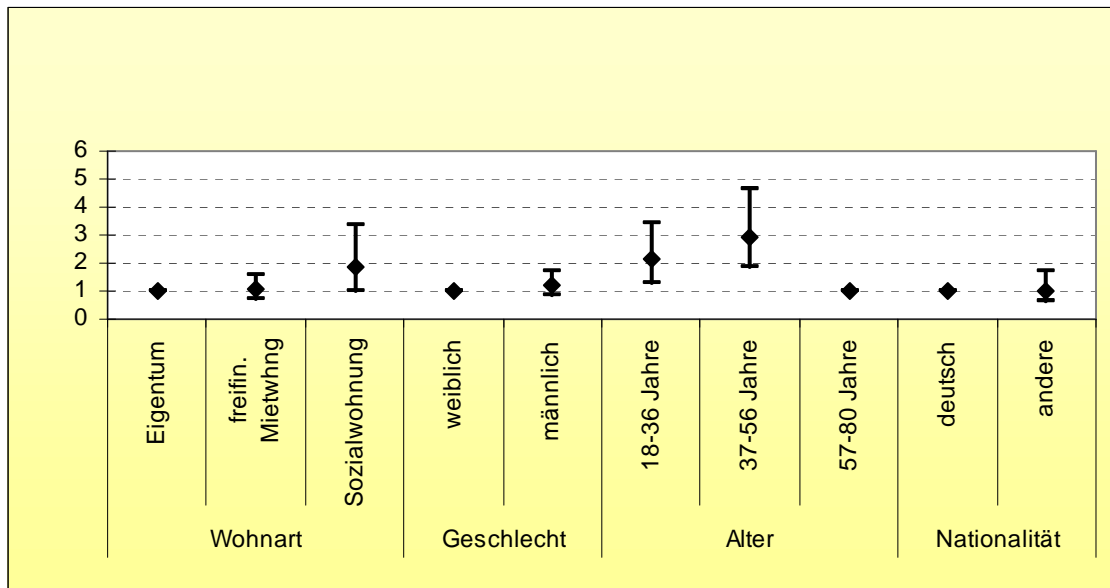 6
5
4
3
2
1
0
Eigentum
freifin.
Mietwhng
Sozialwohnung
weiblich
männlich
18-36 Jahre
37-56 Jahre
57-80 Jahre
deutsch
andere
Wohnart
Geschlecht
Alter
Nationalität